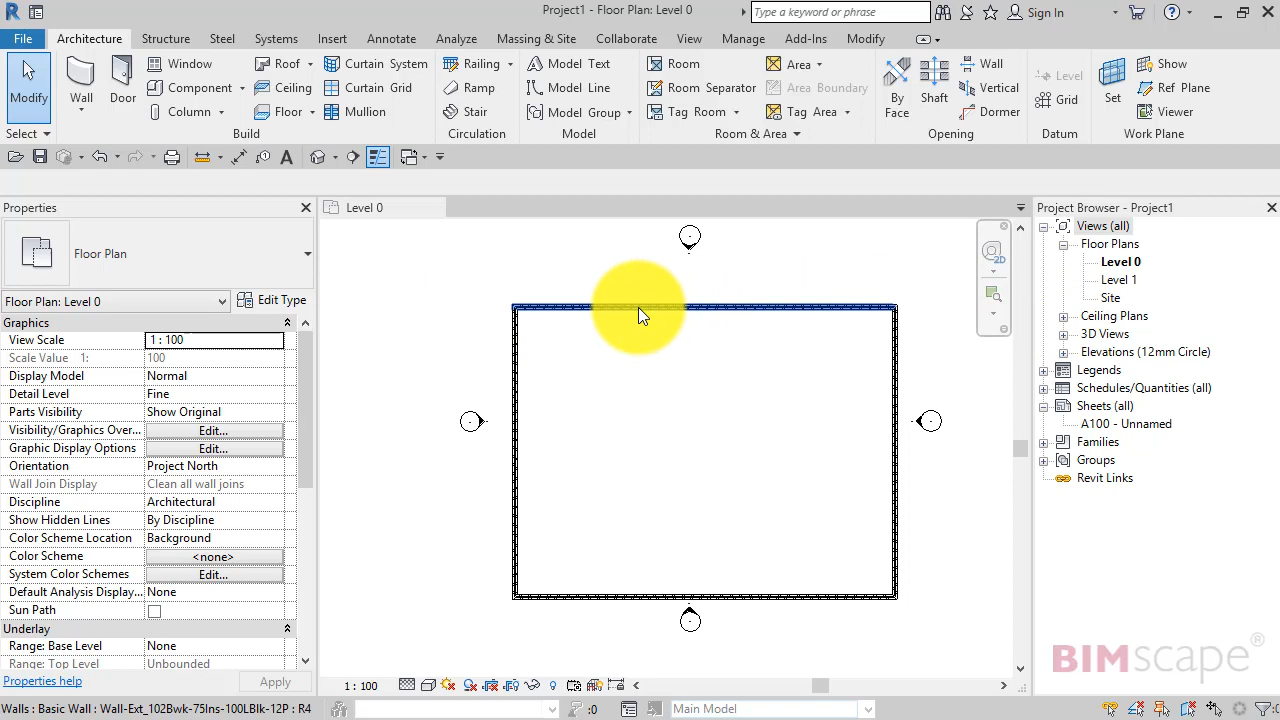 Project1 - Floor Plan: Level 0
Type a keyword or phrase
Sign In
File
Architecture
Structure
Steel
Systems
Insert
Annotate
Analyze
Massing & Site
Collaborate
View
Manage
Add-Ins
Modify
Modify
Select
Wall
Door
Window
Component
Column
Roof
Ceiling
Floor
Curtain System
Curtain Grid
Mullion
Build
Railing
Ramp
Stair
Circulation
Model Text
Model Line
Model Group
Model
Room
Room Separator
Tag Room
Area
Area Boundary
Tag Area
Room & Area
By Face
Shaft
Wall
Vertical
Dormer
Opening
Level
Grid
Datum
Set
Show
Ref Plane
Viewer
Work Plane
Properties
Floor Plan
Floor Plan: Level 0
Edit Type
Graphics
View Scale 1 : 100
Scale Value 1: 100
Display Model Normal
Detail Level Fine
Parts Visibility Show Original
Visibility/Graphics Over... Edit...
Graphic Display Options Edit...
Orientation Project North
Wall Join Display Clean all wall joins
Discipline Architectural
Show Hidden Lines By Discipline
Color Scheme Location Background
Color Scheme <none>
System Color Schemes Edit...
Default Analysis Display... None
Sun Path
Underlay
Range: Base Level None
Range: Top Level Unbounded
Properties help
Apply
Level 0
2D
1 : 100
Project Browser - Project1
Views (all)
Floor Plans
Level 0
Level 1
Site
Ceiling Plans
3D Views
Elevations (12mm Circle)
Legends
Schedules/Quantities (all)
Sheets (all)
A100 - Unnamed
Families
Groups
Revit Links
BIMscape®
Walls : Basic Wall : Wall-Ext_102Bwk-75Ins-100LBlk-12P : R4
:0
Main Model
:0